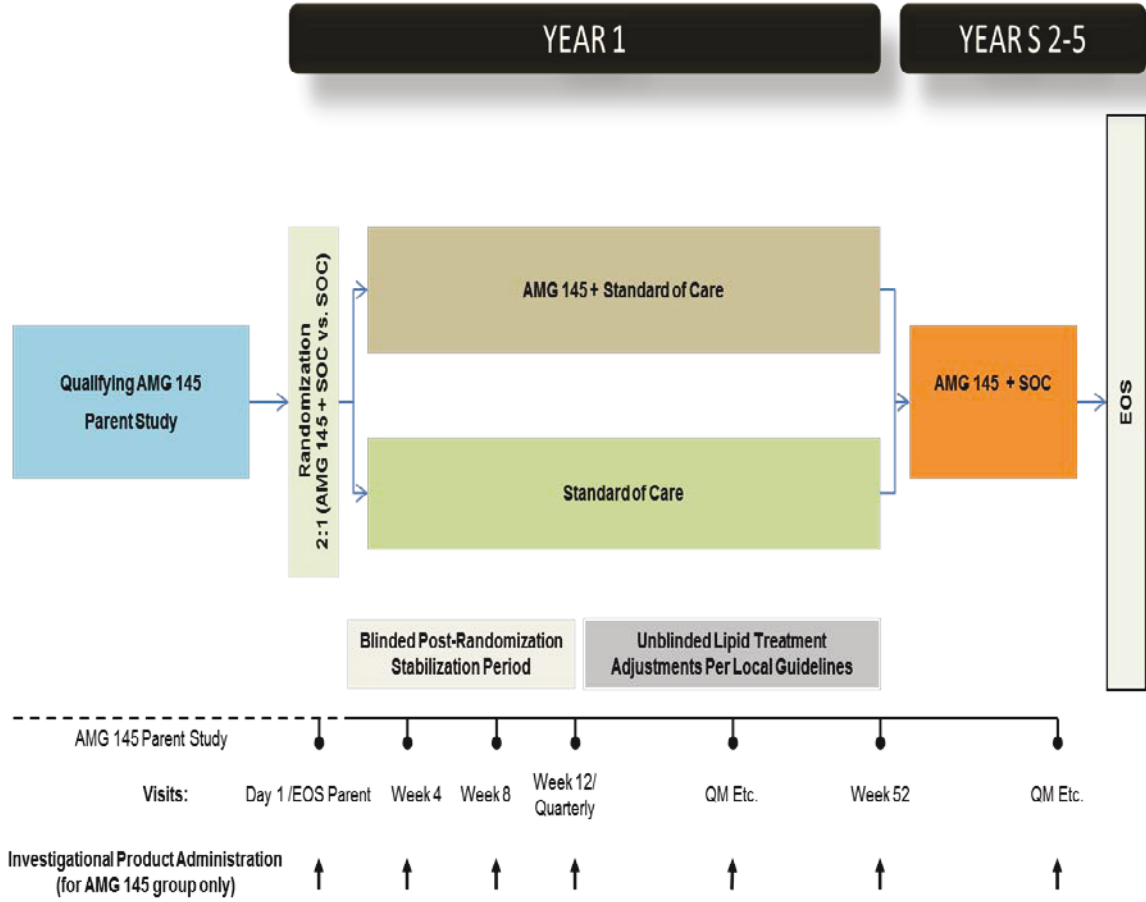 YEAR 1
YEAR S 2-5
Qualifying AMG 145
Parent Study
Randomization
2:1 (AMG 145 + SOC vs. SOC)
AMG 145 + Standard of Care
Standard of Care
AMG 145 + SOC
EOS
Blinded Post-Randomization
Stabilization Period
Unblinded Lipid Treatment
Adjustments Per Local Guidelines
AMG 145 Parent Study
Visits:
Day 1 /EOS Parent
Week 4
Week 8
Week 12/
Quarterly
QM Etc.
Week 52
QM Etc.
Investigational Product Administration
(for AMG 145 group only)